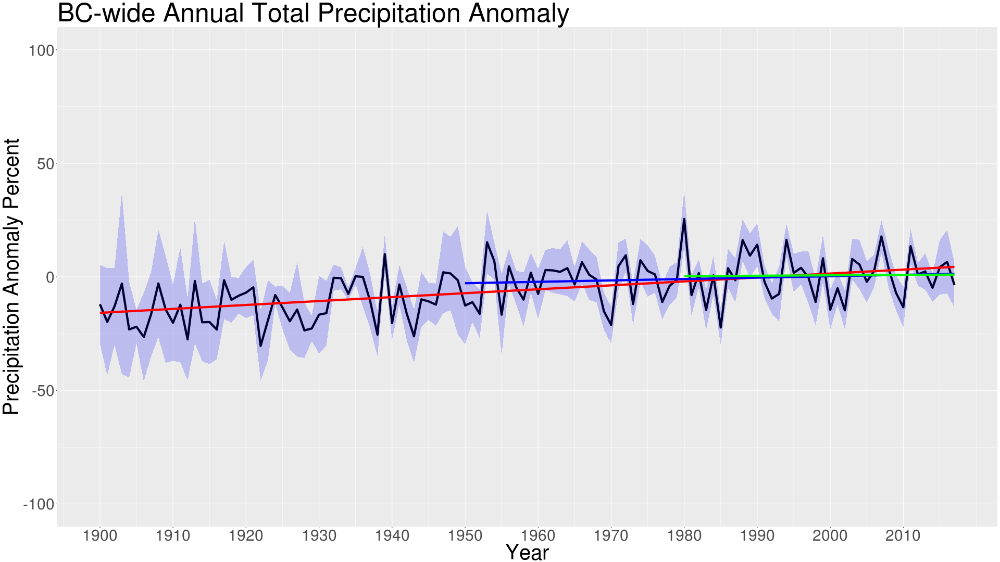 BC-wide Annual Total Precipitation Anomaly
Precipitation Anomaly Percent
100
50
0
-50
-100
1900 1910 1920 1930 1940 1950 1960 1970 1980 1990 2000 2010
Year